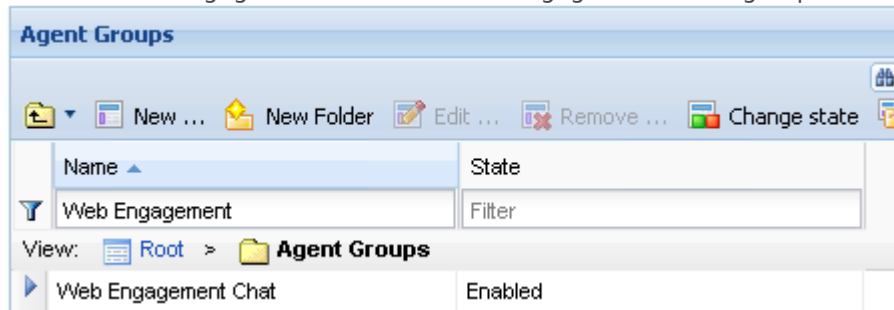 Agent Groups
New ... New Folder Edit ... Remove ... Change state
Name State
Web Engagement Filter
View: Root > Agent Groups
Web Engagement Chat Enabled